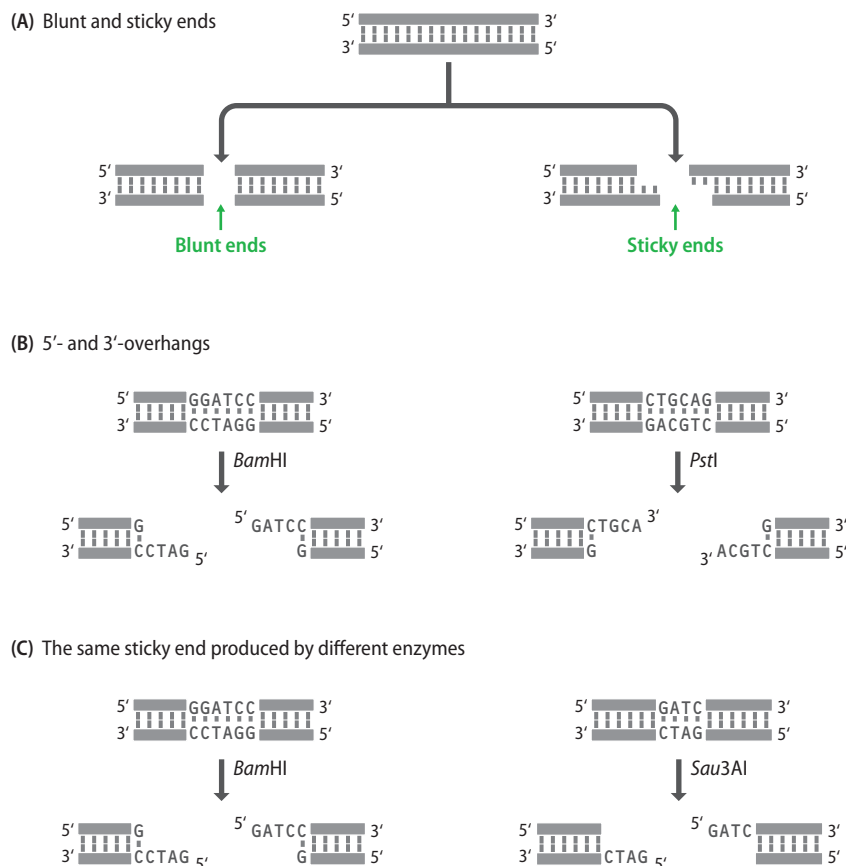 (A) Blunt and sticky ends
5‘ 3‘
3‘ 5‘
5‘ 3‘ 5‘ 3‘
3‘ 5‘ 3‘ 5‘
Blunt ends Sticky ends
(B) 5’- and 3‘-overhangs
5‘ GGATCC 3‘ 5‘ CTGCAG 3‘
3‘ CCTAGG 5‘ 3‘ GACGTC 5‘
BamHI PstI
5‘ G 5‘ GATCC 3‘ 5‘ CTGCA 3‘ G 3‘
3‘ CCTAG 5‘ G 5‘ 3‘ G 3‘ ACGTC 5‘
(C) The same sticky end produced by different enzymes
5‘ GGATCC 3‘ 5‘ GATC 3‘
3‘ CCTAGG 5‘ 3‘ CTAG 5‘
BamHI Sau3AI
5‘ G 5‘ GATCC 3‘ 5‘ 5‘ GATC 3‘
3‘ CCTAG 5‘ G 5‘ 3‘ CTAG 5‘ 5‘